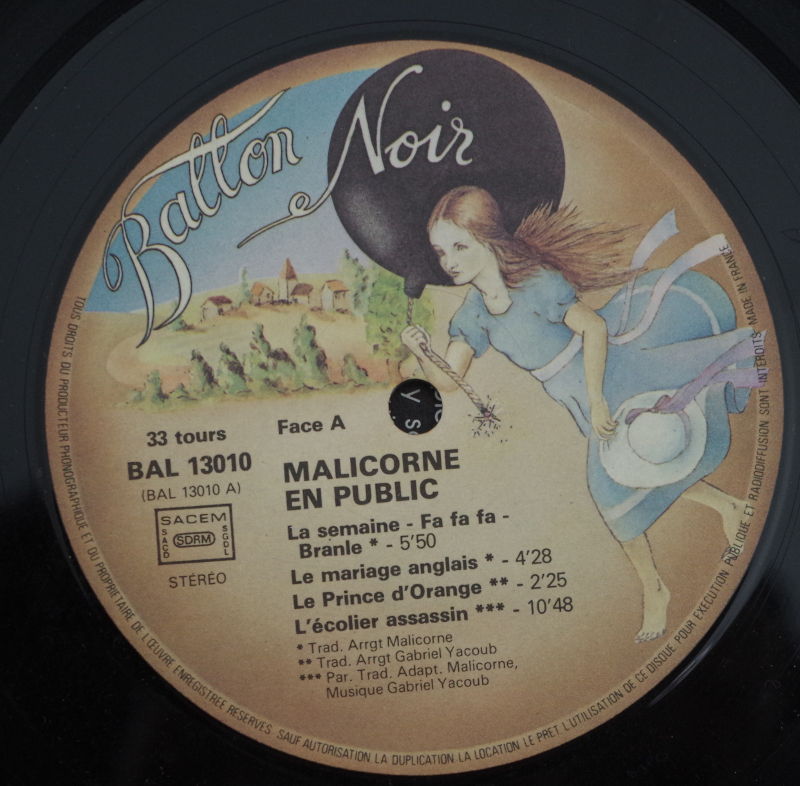 Ballon Noir
33 tours
Face A
BAL 13010
(BAL 13010 A)
SACEM
SACD
SDRM
SGDL
STÉRÉO
MALICORNE
EN PUBLIC
La semaine - Fa fa fa -
Branle * - 5'50
Le mariage anglais * - 4'28
Le Prince d'Orange ** - 2'25
L'écolier assassin *** - 10'48
* Trad. Arrgt Malicorne
** Trad. Arrgt Gabriel Yacoub
*** Par. Trad. Adapt. Malicorne,
Musique Gabriel Yacoub
TOUS DROITS DU PRODUCTEUR PHONOGRAPHIQUE ET DU PROPRIETAIRE DE L'ŒUVRE ENREGISTREE RESERVES. SAUF AUTORISATION LA DUPLICATION LA LOCATION LE PRET L'UTILISATION DE CE DISQUE POUR EXECUTION PUBLIQUE ET RADIODIFFUSION SONT INTERDITS MADE IN FRANCE